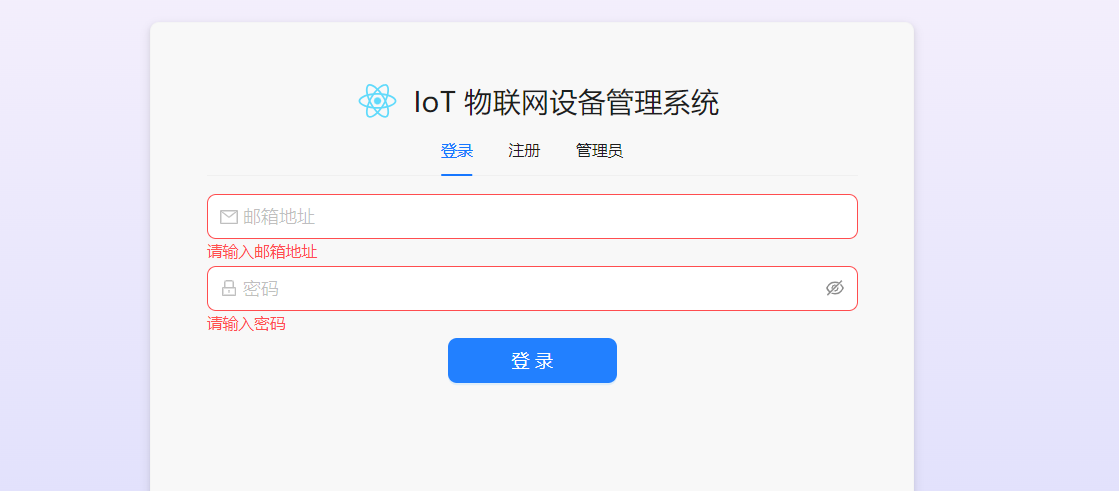 IoT 物联网设备管理系统
登录 注册 管理员
邮箱地址
请输入邮箱地址
密码
请输入密码
登 录